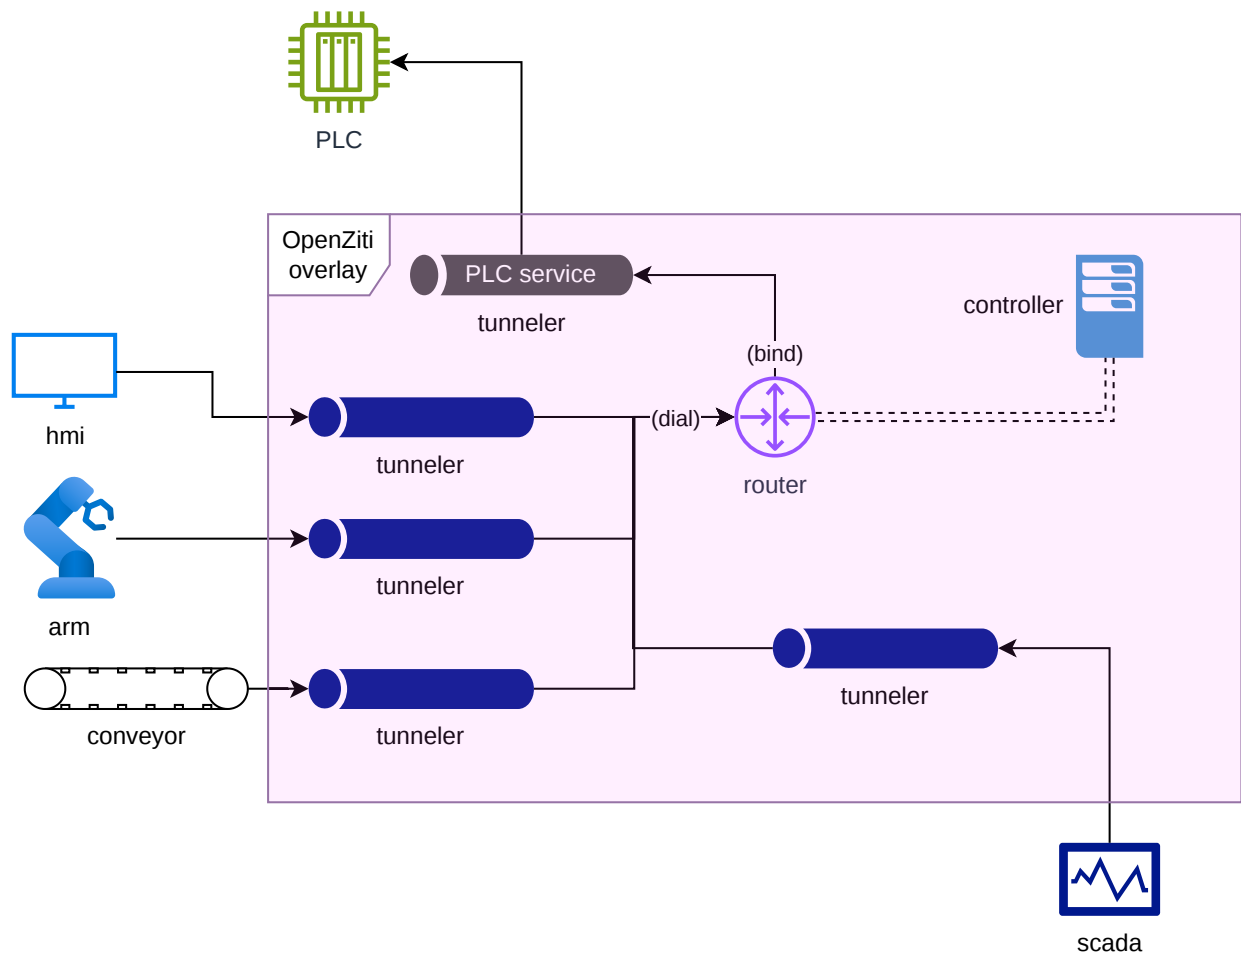 PLC
OpenZiti
overlay
PLC service
tunneler
controller
(bind)
hmi
(dial)
tunneler
router
arm
tunneler
conveyor
tunneler
tunneler
scada